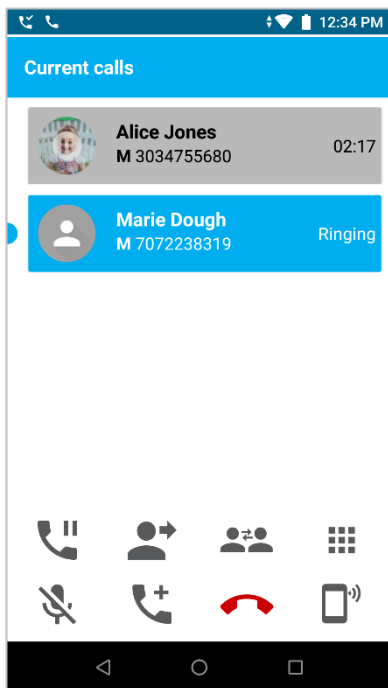 12:34 PM
Current calls
Alice Jones
M 3034755680
02:17
Marie Dough
M 7072238319
Ringing